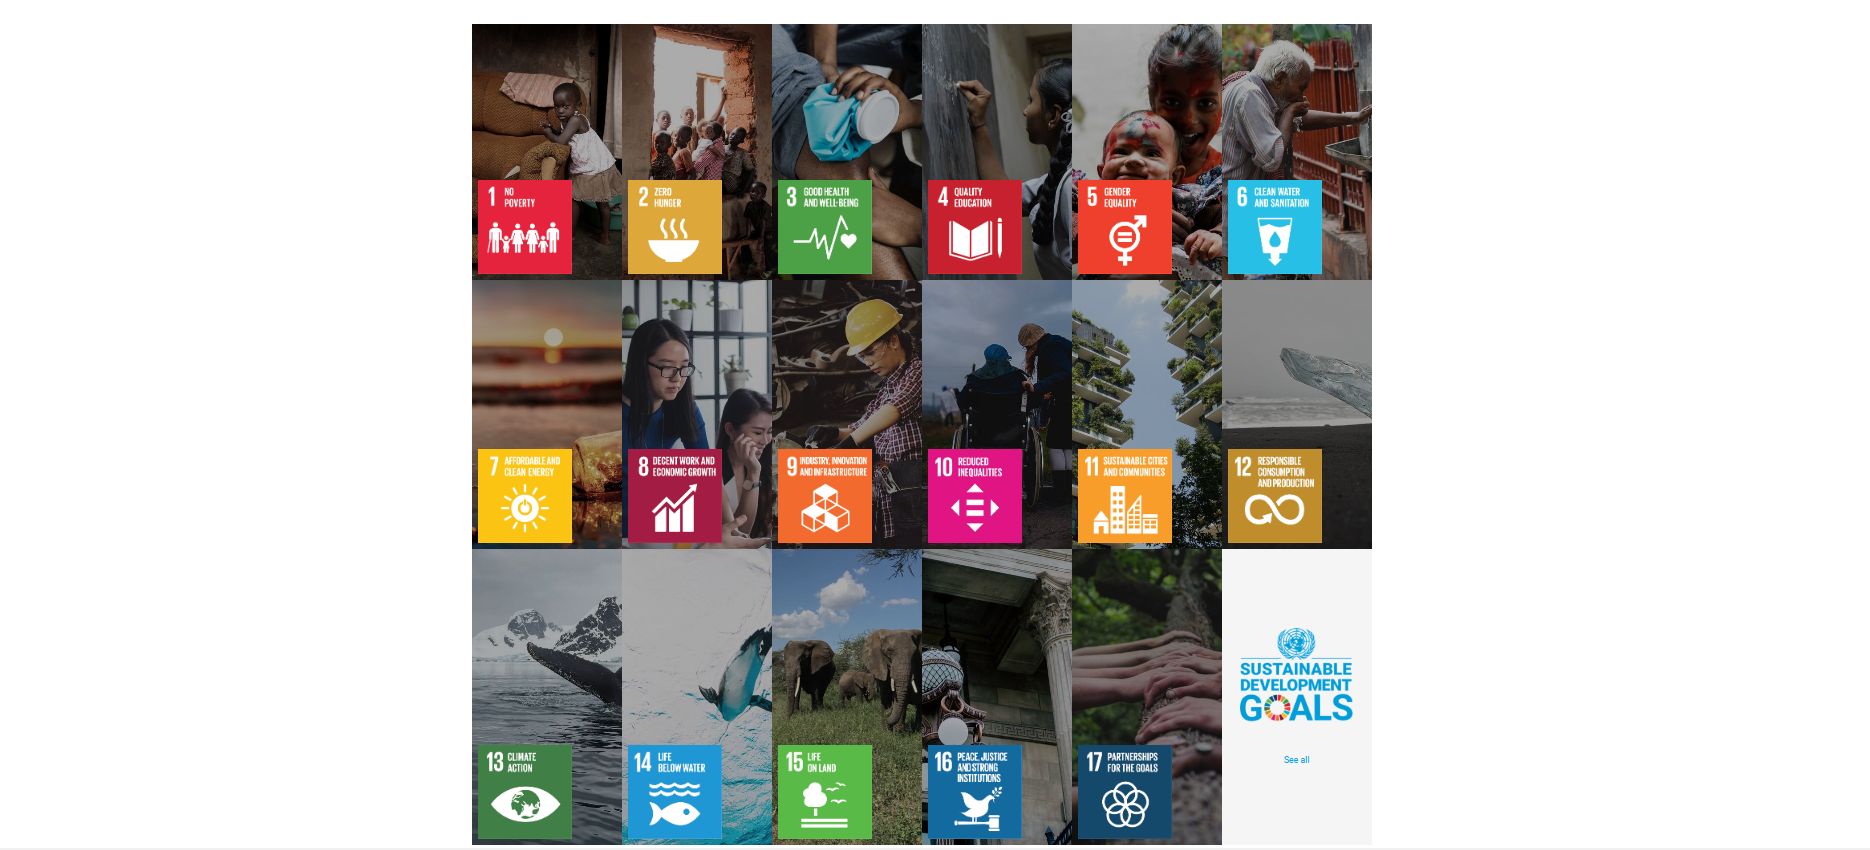 1 NO
POVERTY
2 ZERO
HUNGER
3 GOOD HEALTH
AND WELL-BEING
4 QUALITY
EDUCATION
5 GENDER
EQUALITY
6 CLEAN WATER
AND SANITATION
7 AFFORDABLE AND
CLEAN ENERGY
8 DECENT WORK AND
ECONOMIC GROWTH
9 INDUSTRY, INNOVATION
AND INFRASTRUCTURE
10 REDUCED
INEQUALITIES
11 SUSTAINABLE CITIES
AND COMMUNITIES
12 RESPONSIBLE
CONSUMPTION
AND PRODUCTION
13 CLIMATE
ACTION
14 LIFE
BELOW WATER
15 LIFE
ON LAND
16 PEACE, JUSTICE
AND STRONG
INSTITUTIONS
17 PARTNERSHIPS
FOR THE GOALS
SUSTAINABLE
DEVELOPMENT
GOALS
See all